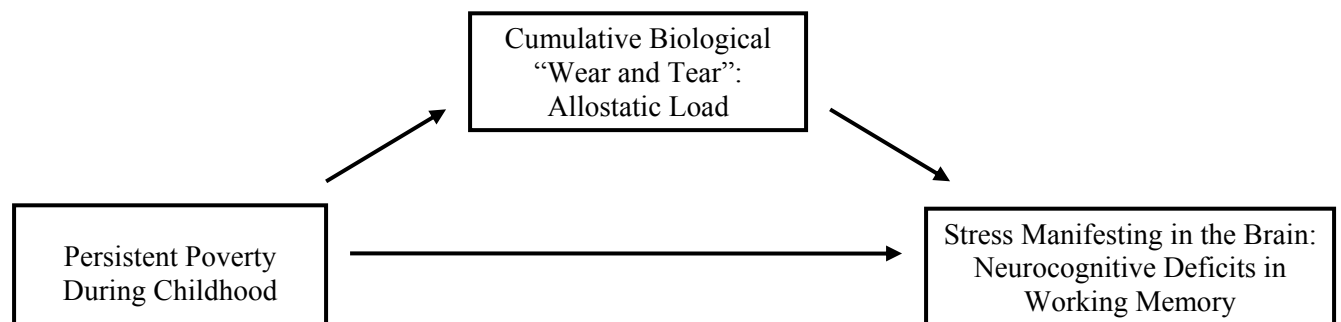 Cumulative Biological
“Wear and Tear”:
Allostatic Load
Persistent Poverty
During Childhood
Stress Manifesting in the Brain:
Neurocognitive Deficits in
Working Memory